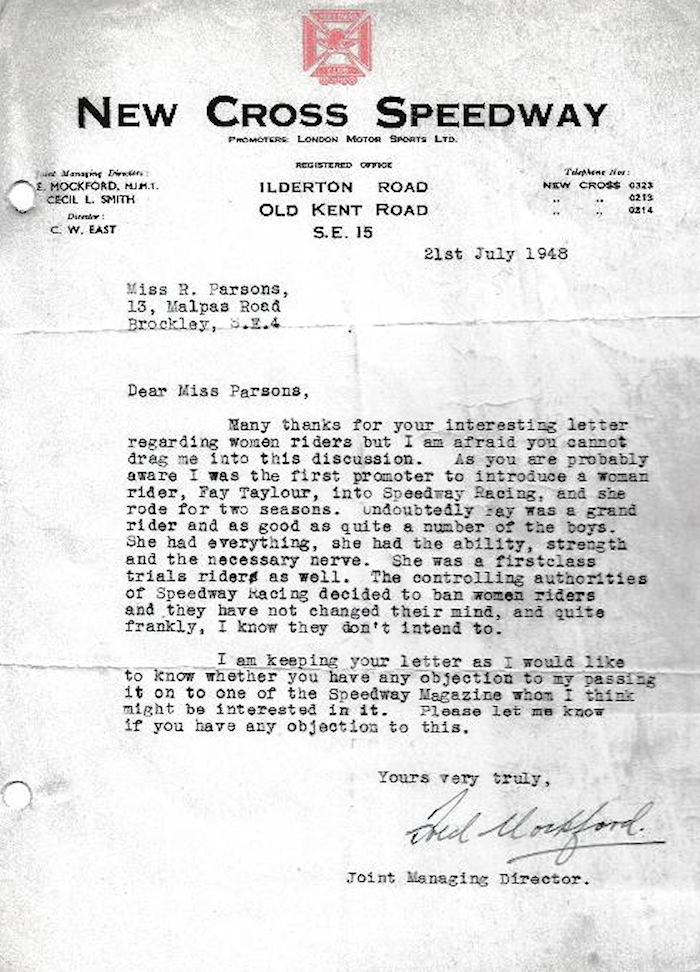 NEW CROSS SPEEDWAY
PROMOTERS: LONDON MOTOR SPORTS LTD.
Joint Managing Directors:
E. MOCKFORD, M.I.M.T.
CECIL L. SMITH
Director:
C. W. EAST
REGISTERED OFFICE
ILDERTON ROAD
OLD KENT ROAD
S.E. 15
Telephone Nos:
NEW CROSS 0323
„ „ 0213
„ „ 0214
21st July 1948
Miss R. Parsons,
13, Malpas Road
Brockley, S.E.4
Dear Miss Parsons,
Many thanks for your interesting letter
regarding women riders but I am afraid you cannot
drag me into this discussion. As you are probably
aware I was the first promoter to introduce a woman
rider, Fay Taylour, into Speedway Racing, and she
rode for two seasons. Undoubtedly Fay was a grand
rider and as good as quite a number of the boys.
She had everything, she had the ability, strength
and the necessary nerve. She was a firstclass
trials rider as well. The controlling authorities
of Speedway Racing decided to ban women riders
and they have not changed their mind, and quite
frankly, I know they don't intend to.
I am keeping your letter as I would like
to know whether you have any objection to my passing
it on to one of the Speedway Magazine whom I think
might be interested in it. Please let me know
if you have any objection to this.
Yours very truly,
Fred Mockford.
Joint Managing Director.